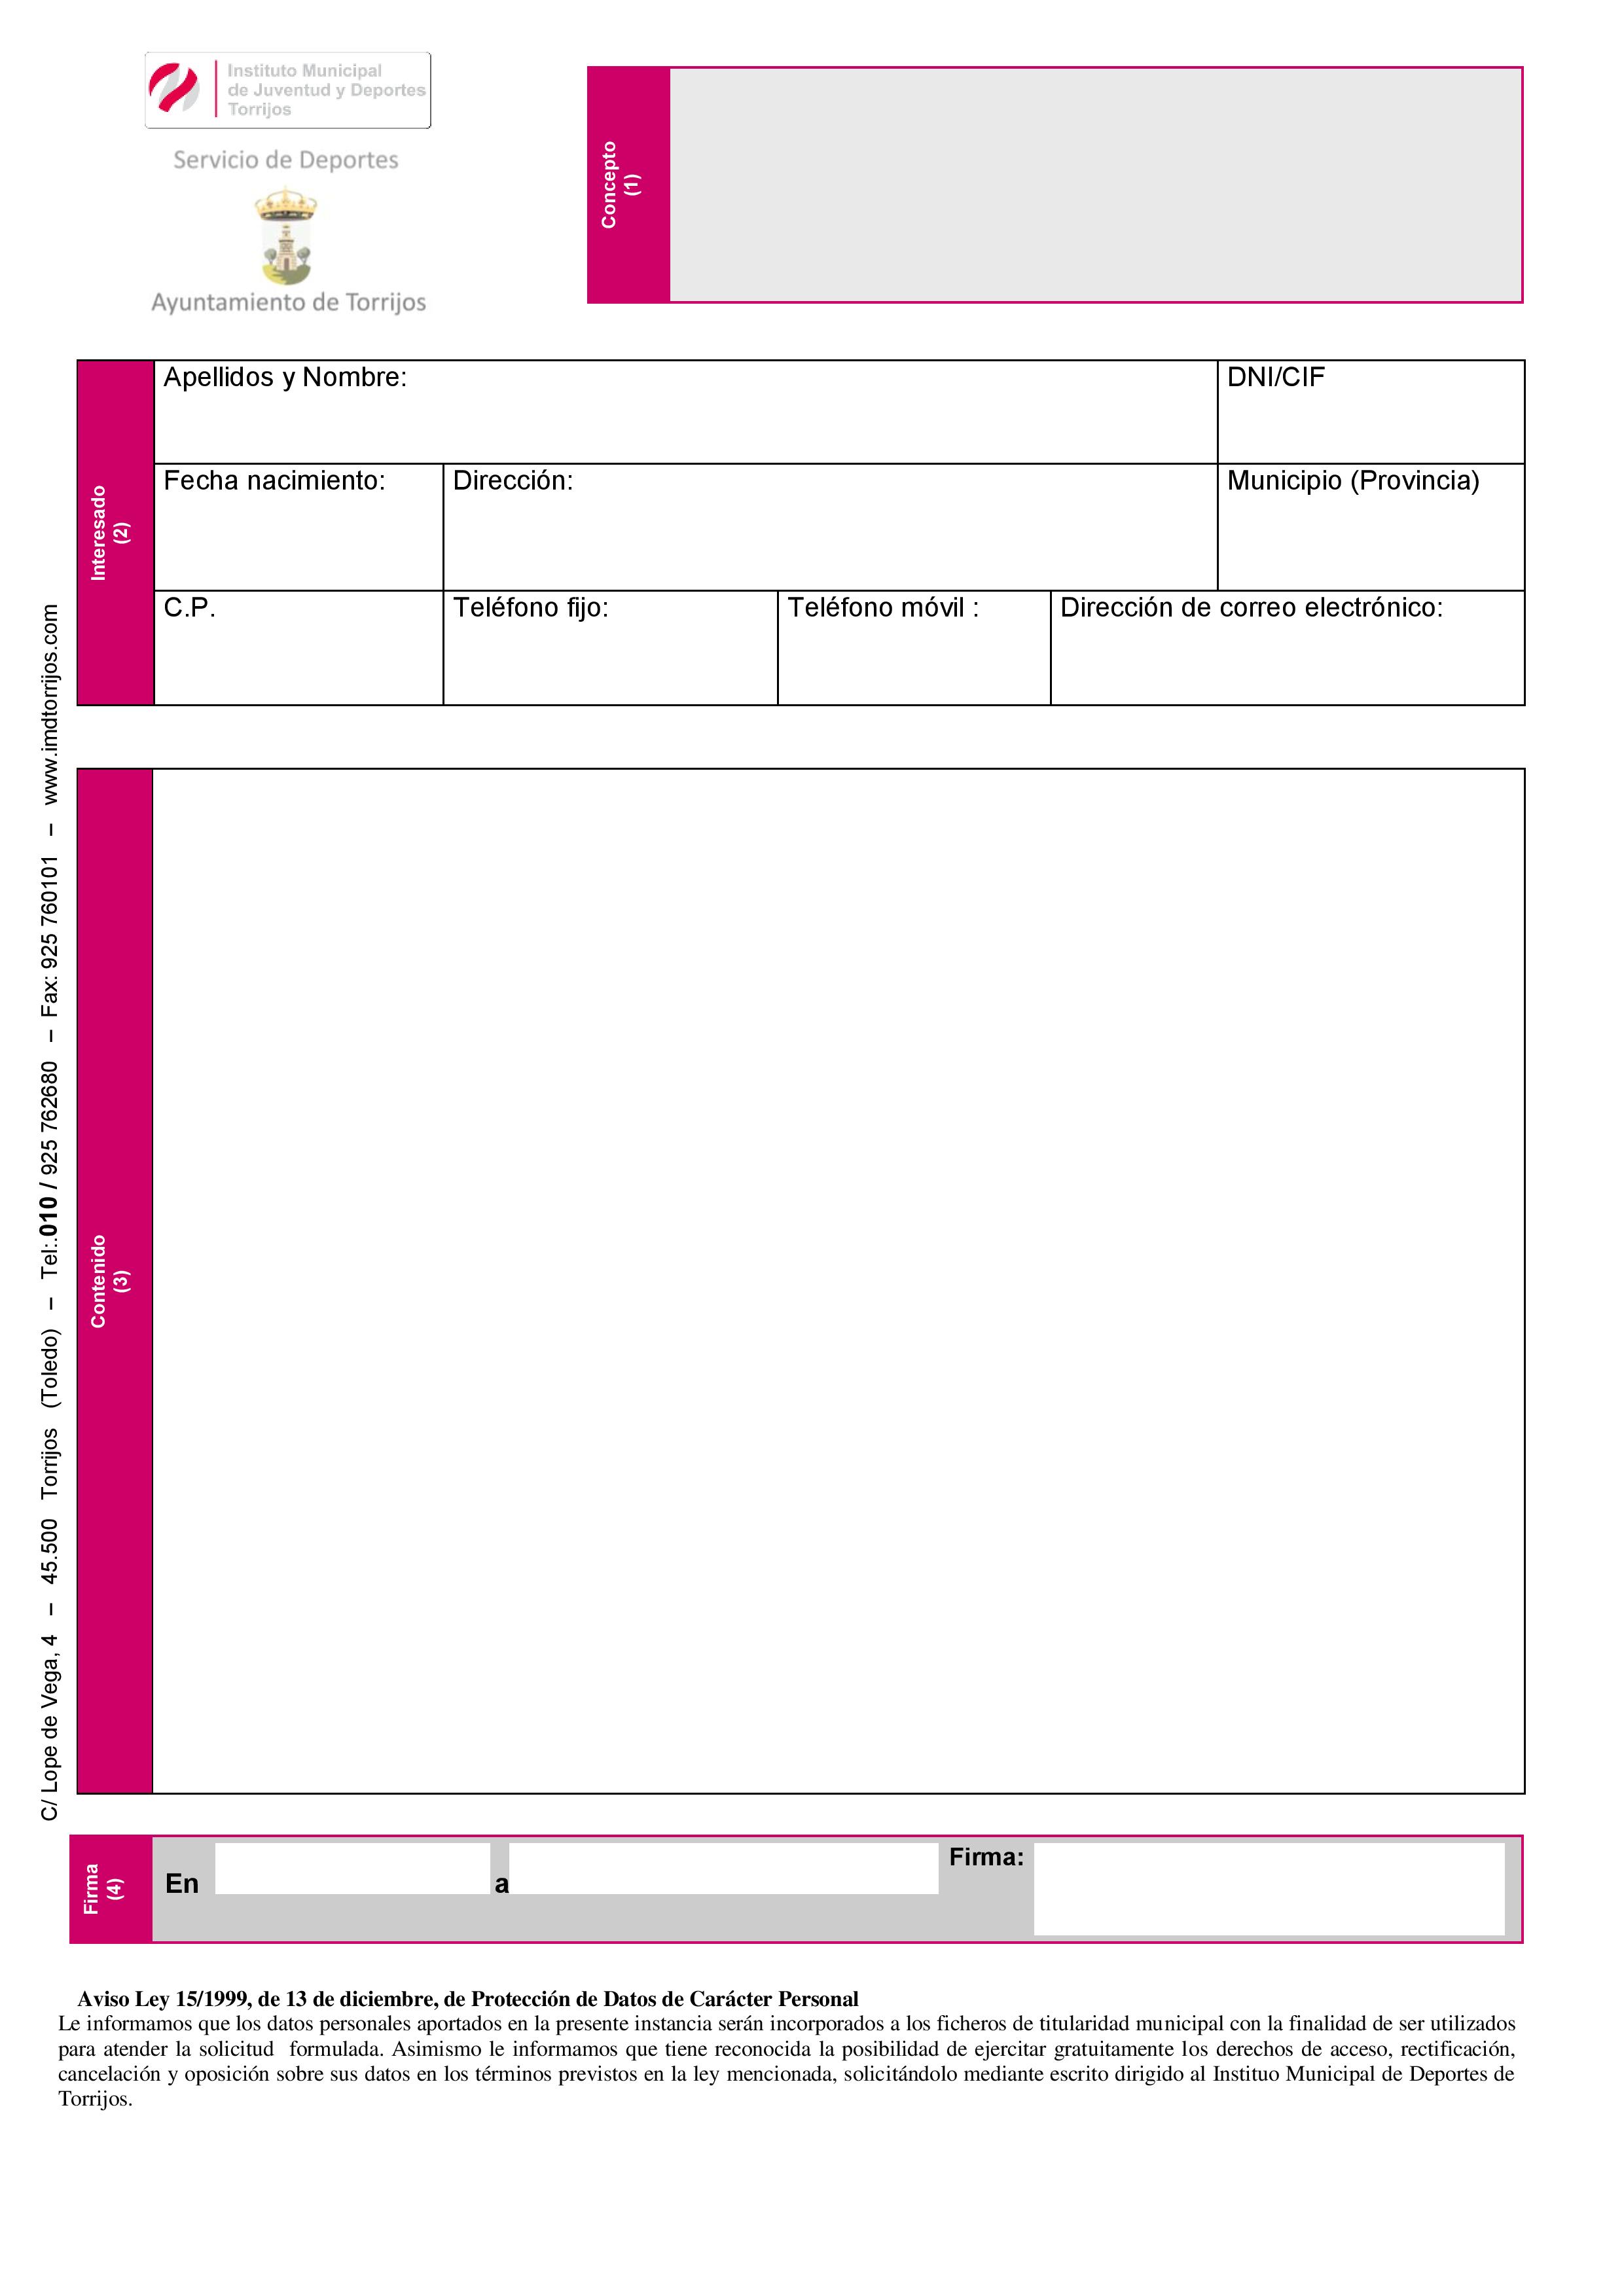 Instituto Municipal
de Juventud y Deportes
Torrijos
Servicio de Deportes
Ayuntamiento de Torrijos
Concepto
(1)
Interesado
(2)
Apellidos y Nombre:
DNI/CIF
Fecha nacimiento:
Dirección:
Municipio (Provincia)
C.P.
Teléfono fijo:
Teléfono móvil :
Dirección de correo electrónico:
C/ Lope de Vega, 4 – 45.500 Torrijos (Toledo) – Tel:.010 / 925 762680 – Fax: 925 760101 – www.imdtorrijos.com
Contenido
(3)
Firma
(4)
En
a
Firma:
Aviso Ley 15/1999, de 13 de diciembre, de Protección de Datos de Carácter Personal
Le informamos que los datos personales aportados en la presente instancia serán incorporados a los ficheros de titularidad municipal con la finalidad de ser utilizados
para atender la solicitud formulada. Asimismo le informamos que tiene reconocida la posibilidad de ejercitar gratuitamente los derechos de acceso, rectificación,
cancelación y oposición sobre sus datos en los términos previstos en la ley mencionada, solicitándolo mediante escrito dirigido al Instituo Municipal de Deportes de
Torrijos.